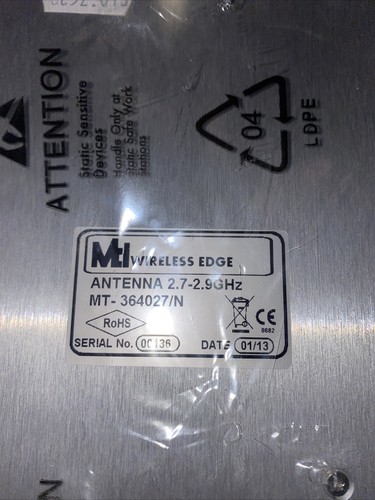 ATTENTION
Static Sensitive
Devices
Handle Only at
Static Safe Work
Stations
04
LDPE
MtI WIRELESS EDGE
ANTENNA 2.7-2.9GHz
MT- 364027/N
RoHS
CE
0682
SERIAL No. 00136
DATE 01/13
N